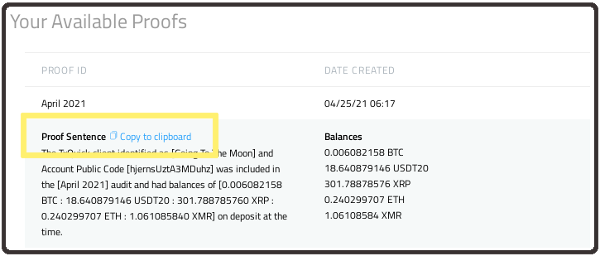 Your Available Proofs
PROOF ID DATE CREATED
April 2021 04/25/21 06:17
Proof Sentence Copy to clipboard Balances
The TxQuick client identified as [Going To The Moon] and 0.006082158 BTC
Account Public Code [hjernsUztA3MDuhz] was included 18.640879146 USDT20
in the [April 2021] audit and had balances of [0.006082158 301.78878576 XRP
BTC : 18.640879146 USDT20 : 301.788785760 XRP : 0.240299707 ETH
0.240299707 ETH : 1.061085840 XMR] on deposit at the 1.06108584 XMR
time.